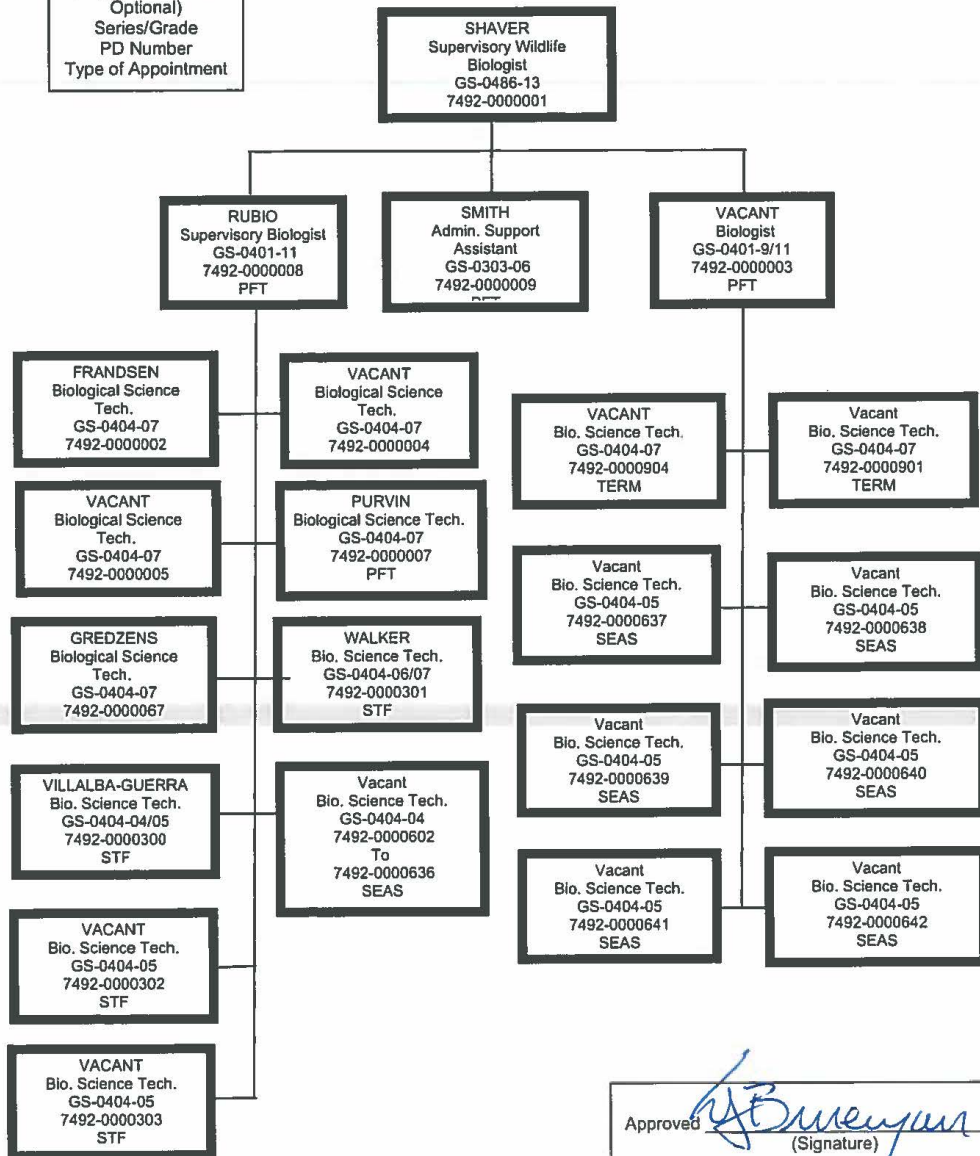 Optional)
Series/Grade
PD Number
Type of Appointment
SHAVER
Supervisory Wildlife
Biologist
GS-0486-13
7492-0000001
RUBIO
Supervisory Biologist
GS-0401-11
7492-0000008
PFT
SMITH
Admin. Support
Assistant
GS-0303-06
7492-0000009
PFT
VACANT
Biologist
GS-0401-9/11
7492-0000003
PFT
FRANDSEN
Biological Science
Tech.
GS-0404-07
7492-0000002
VACANT
Biological Science
Tech.
GS-0404-07
7492-0000004
VACANT
Biological Science
Tech.
GS-0404-07
7492-0000005
PURVIN
Biological Science Tech.
GS-0404-07
7492-0000007
PFT
GREDZENS
Biological Science
Tech.
GS-0404-07
7492-0000067
WALKER
Bio. Science Tech.
GS-0404-06/07
7492-0000301
STF
VILLALBA-GUERRA
Bio. Science Tech.
GS-0404-04/05
7492-0000300
STF
Vacant
Bio. Science Tech.
GS-0404-04
7492-0000602
To
7492-0000636
SEAS
VACANT
Bio. Science Tech.
GS-0404-05
7492-0000302
STF
VACANT
Bio. Science Tech.
GS-0404-05
7492-0000303
STF
VACANT
Bio. Science Tech.
GS-0404-07
7492-0000904
TERM
Vacant
Bio. Science Tech.
GS-0404-07
7492-0000901
TERM
Vacant
Bio. Science Tech.
GS-0404-05
7492-0000637
SEAS
Vacant
Bio. Science Tech.
GS-0404-05
7492-0000638
SEAS
Vacant
Bio. Science Tech.
GS-0404-05
7492-0000639
SEAS
Vacant
Bio. Science Tech.
GS-0404-05
7492-0000640
SEAS
Vacant
Bio. Science Tech.
GS-0404-05
7492-0000641
SEAS
Vacant
Bio. Science Tech.
GS-0404-05
7492-0000642
SEAS
Approved
(Signature)